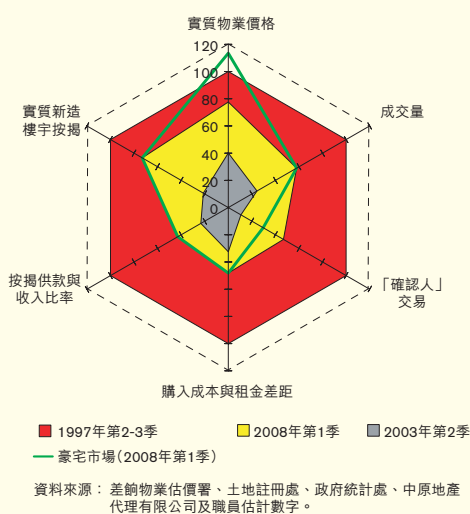 實質物業價格
120
100
80
60
40
20
0
成交量
「確認人」
交易
購入成本與租金差距
按揭供款與
收入比率
實質新造
樓宇按揭
1997年第2-3季
2008年第1季
2003年第2季
豪宅市場(2008年第1季)
資料來源：差餉物業估價署、土地註冊處、政府統計處、中原地產
代理有限公司及職員估計數字。